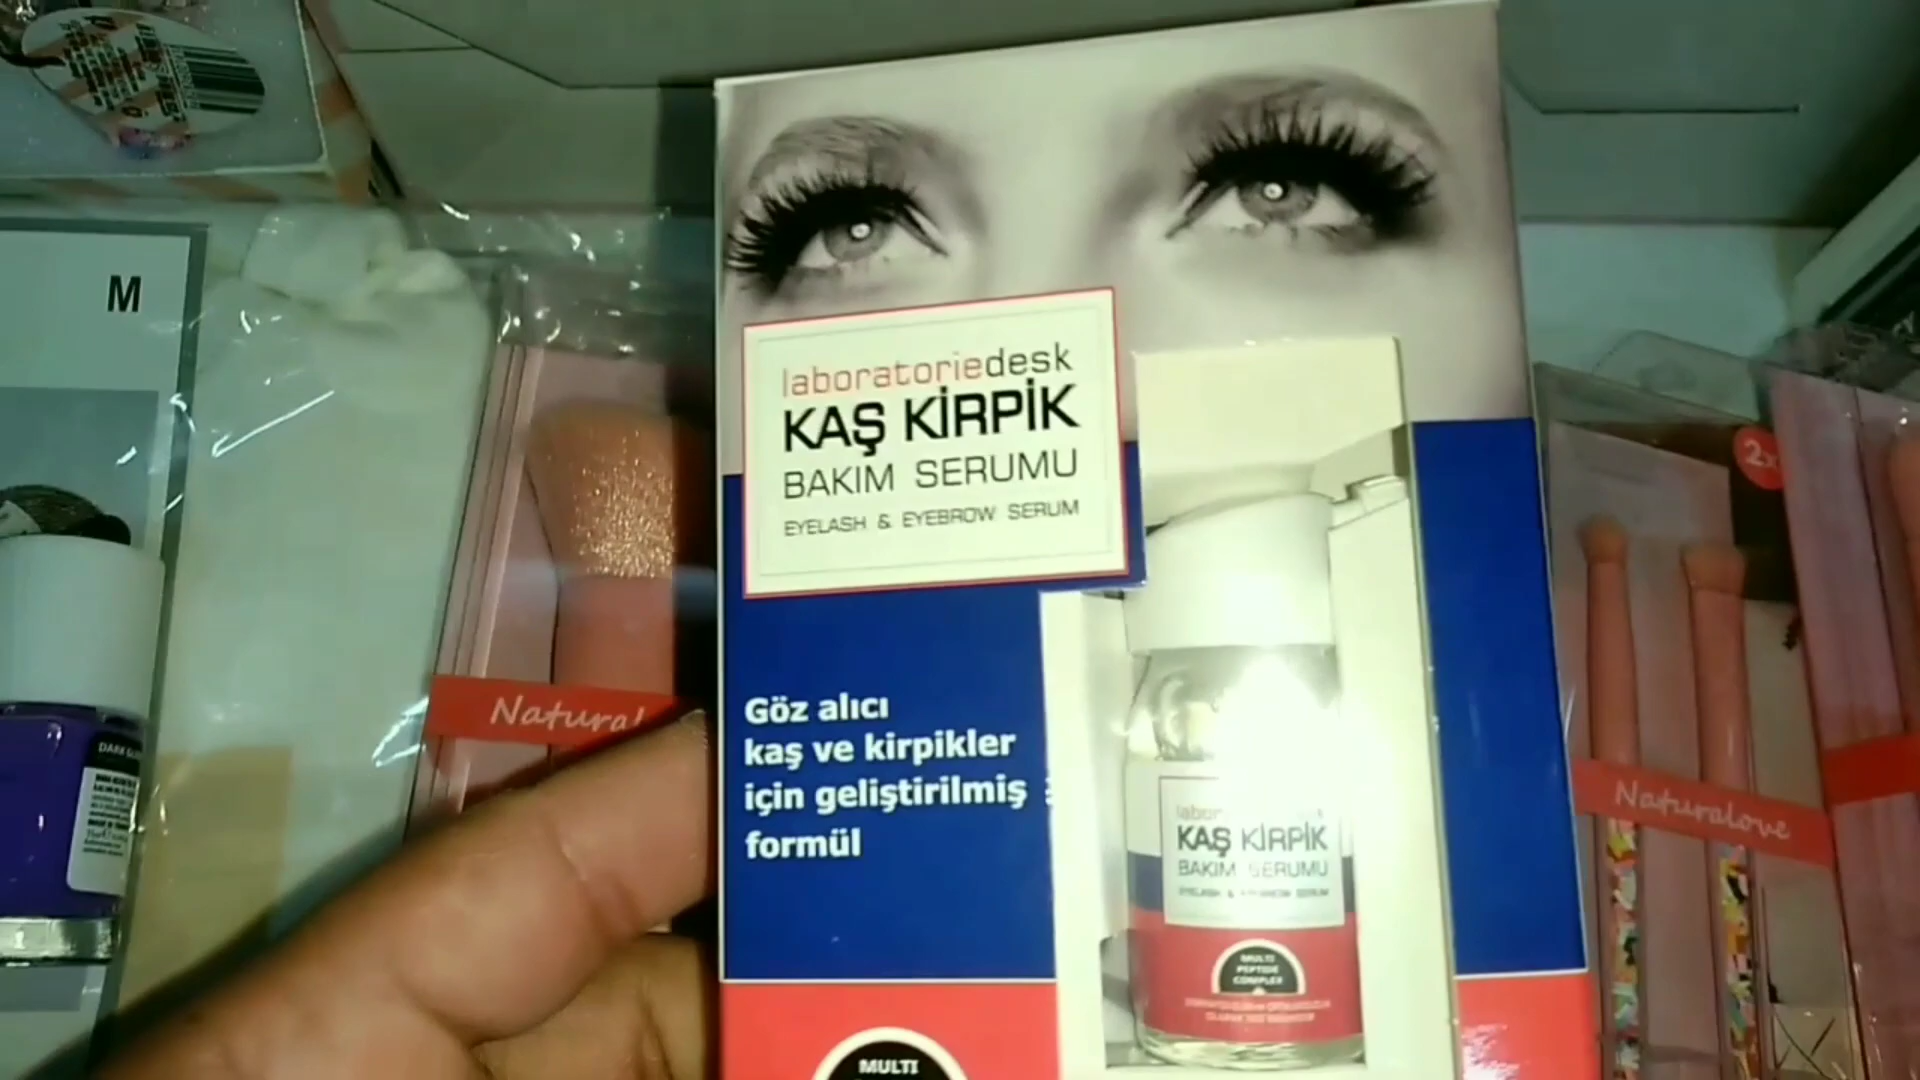 M
laboratoriedesk
KAŞ KİRPİK
BAKIM SERUMU
EYELASH & EYEBROW SERUM
Göz alıcı
kaş ve kirpikler
için geliştirilmiş
formül
MULTI
KAŞ KİRPİK
BAKIM SERUMU
EYELASH &
SERUM
MULTI
PEPTIDE
COMPLEX
Natural
DARK
2x
Naturalove